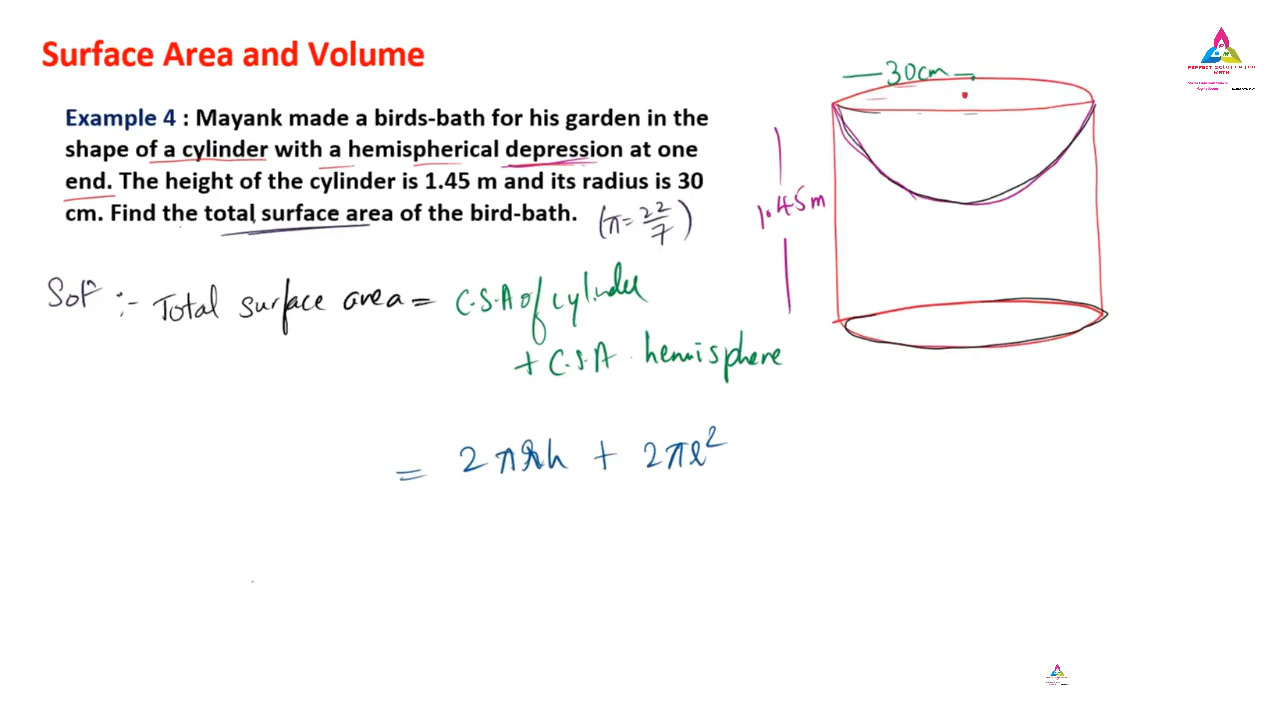 Surface Area and Volume
Example 4 : Mayank made a birds-bath for his garden in the
shape of a cylinder with a hemispherical depression at one
end. The height of the cylinder is 1.45 m and its radius is 30
cm. Find the total surface area of the bird-bath. (π = 22/7)
30cm
1.45m
Sol :- Total surface area = C.S.A of cylinder
+ C.S.A hemisphere
= 2πrh + 2πr²